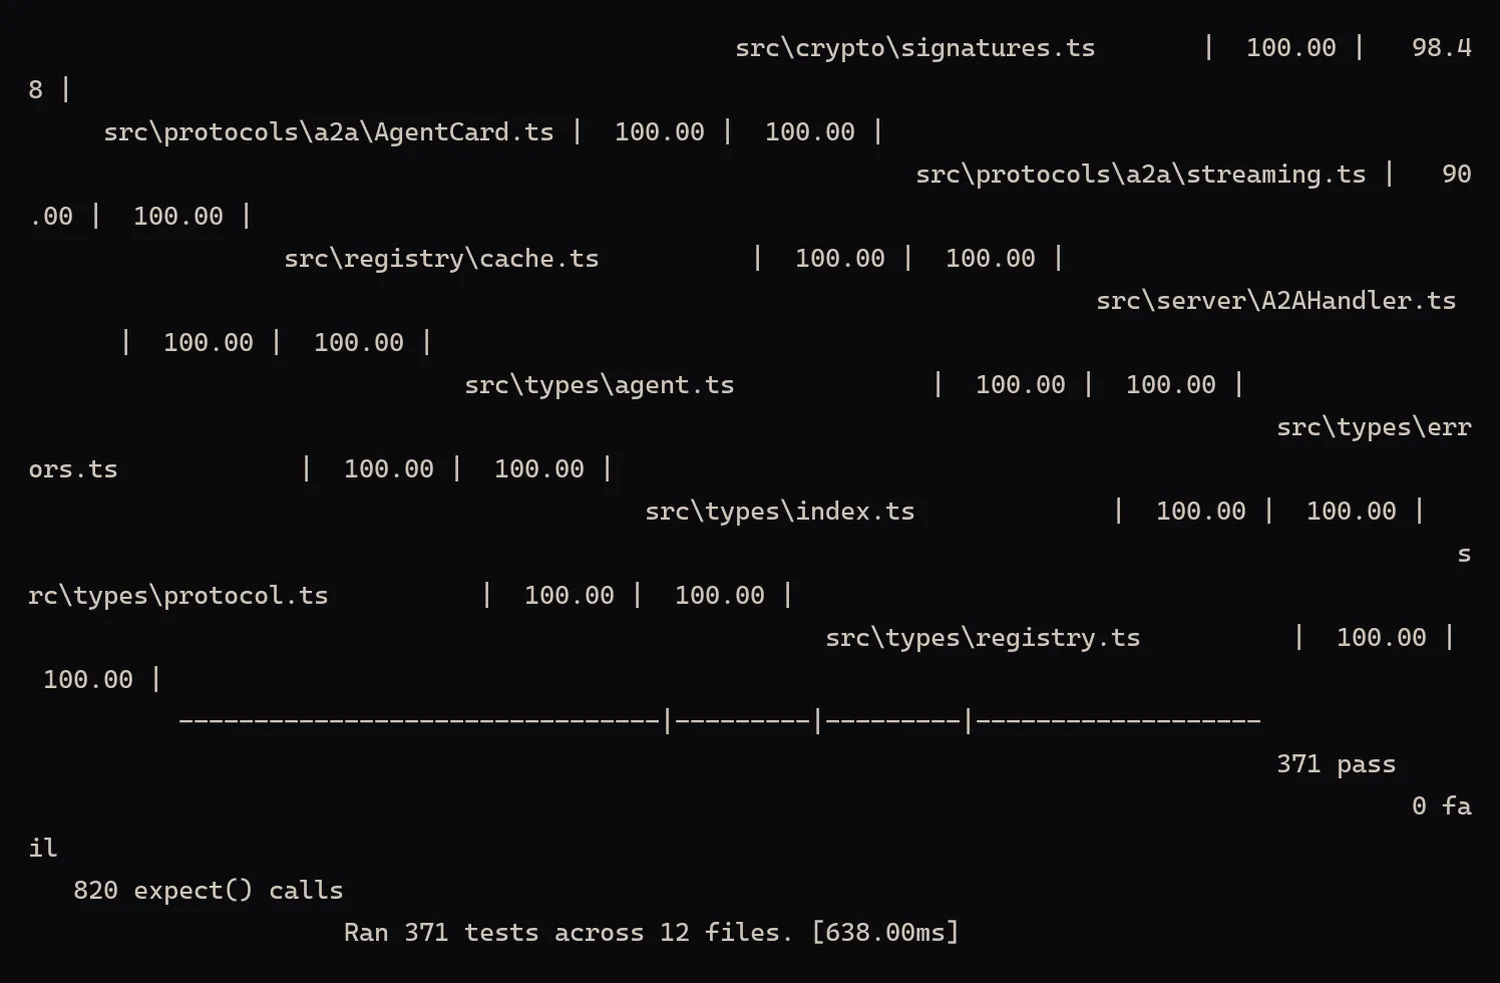 src\crypto\signatures.ts | 100.00 | 98.4
8 |
src\protocols\a2a\AgentCard.ts | 100.00 | 100.00 |
src\protocols\a2a\streaming.ts | 90
.00 | 100.00 |
src\registry\cache.ts | 100.00 | 100.00 |
src\server\A2AHandler.ts
| 100.00 | 100.00 |
src\types\agent.ts | 100.00 | 100.00 |
src\types\err
ors.ts | 100.00 | 100.00 |
src\types\index.ts | 100.00 | 100.00 |
s
rc\types\protocol.ts | 100.00 | 100.00 |
src\types\registry.ts | 100.00 |
100.00 |
--------------------------------|---------|---------|-------------------
371 pass
0 fa
il
820 expect() calls
Ran 371 tests across 12 files. [638.00ms]